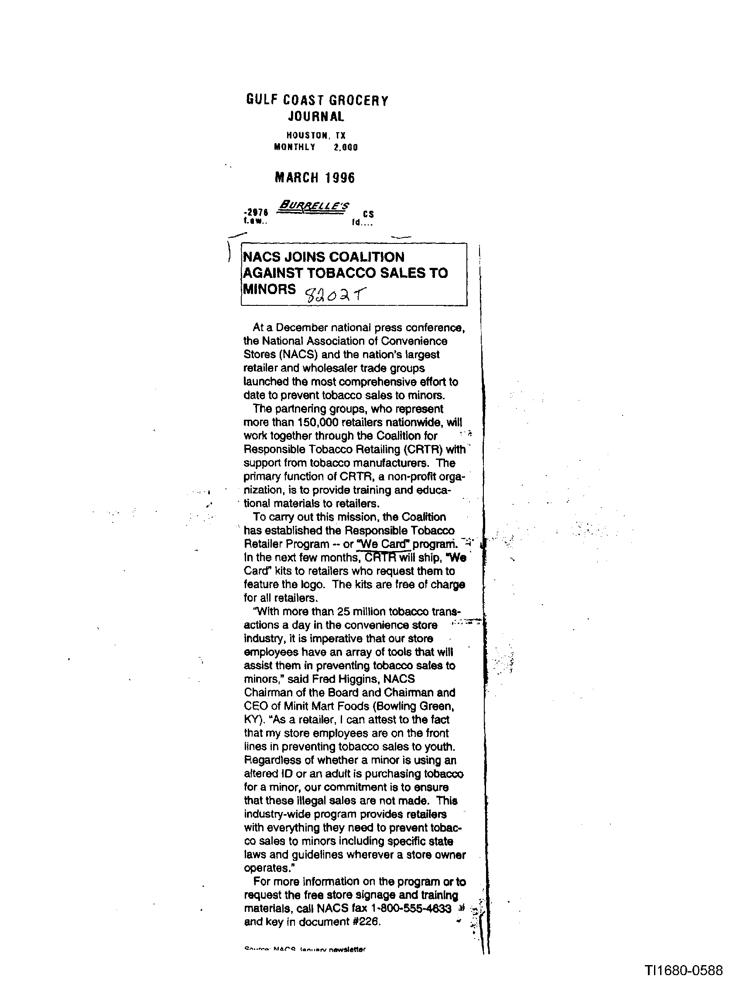 GULF COAST GROCERY
JOURNAL
HOUSTON, TX
MONTHLY 2,000
MARCH 1996
BURRELLE'S
-2976 CS
f.ew.. fd....
NACS JOINS COALITION
AGAINST TOBACCO SALES TO
MINORS 8202T
At a December national press conference,
the National Association of Convenience
Stores (NACS) and the nation's largest
retailer and wholesaler trade groups
launched the most comprehensive effort to
date to prevent tobacco sales to minors.
The partnering groups, who represent
more than 150,000 retailers nationwide, will
work together through the Coalition for
Responsible Tobacco Retailing (CRTR) with
support from tobacco manufacturers. The
primary function of CRTR, a non-profit orga-
nization, is to provide training and educa-
tional materials to retailers.
To carry out this mission, the Coalition
has established the Responsible Tobacco
Retailer Program -- or "We Card" program.
In the next few months, CRTR will ship, "We
Card" kits to retailers who request them to
feature the logo. The kits are free of charge
for all retailers.
"With more than 25 million tobacco trans-
actions a day in the convenience store
industry, it is imperative that our store
employees have an array of tools that will
assist them in preventing tobacco sales to
minors," said Fred Higgins, NACS
Chairman of the Board and Chairman and
CEO of Minit Mart Foods (Bowling Green,
KY). "As a retailer, I can attest to the fact
that my store employees are on the front
lines in preventing tobacco sales to youth.
Regardless of whether a minor is using an
altered ID or an adult is purchasing tobacco
for a minor, our commitment is to ensure
that these illegal sales are not made. This
industry-wide program provides retailers
with everything they need to prevent tobac-
co sales to minors including specific state
laws and guidelines wherever a store owner
operates."
For more information on the program or to
request the free store signage and training
materials, call NACS fax 1-800-555-4633
and key in document #226.
Source: NACS January newsletter
TI1680-0588